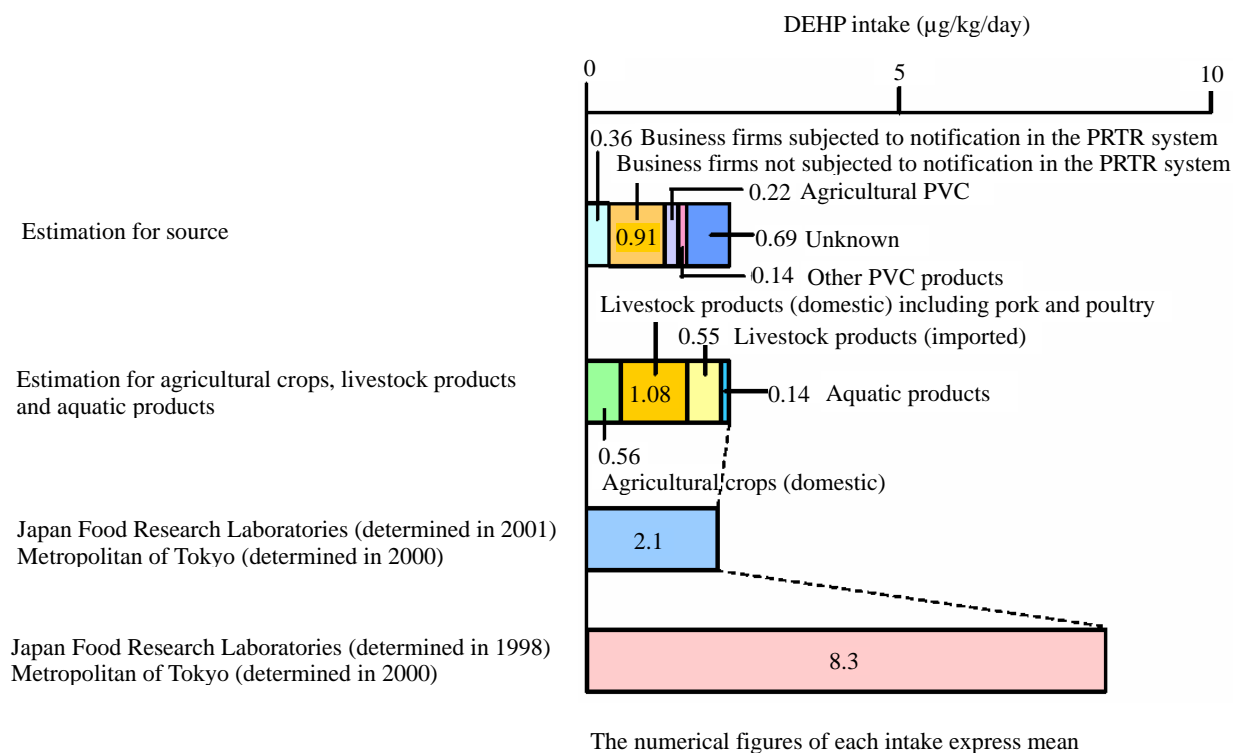 DEHP intake (µg/kg/day)
0 5 10
0.36 Business firms subjected to notification in the PRTR system
Business firms not subjected to notification in the PRTR system
0.22 Agricultural PVC
Estimation for source
0.91
0.69 Unknown
0.14 Other PVC products
Livestock products (domestic) including pork and poultry
0.55 Livestock products (imported)
Estimation for agricultural crops, livestock products
and aquatic products
1.08
0.14 Aquatic products
0.56
Agricultural crops (domestic)
Japan Food Research Laboratories (determined in 2001)
Metropolitan of Tokyo (determined in 2000)
2.1
Japan Food Research Laboratories (determined in 1998)
Metropolitan of Tokyo (determined in 2000)
8.3
The numerical figures of each intake express mean